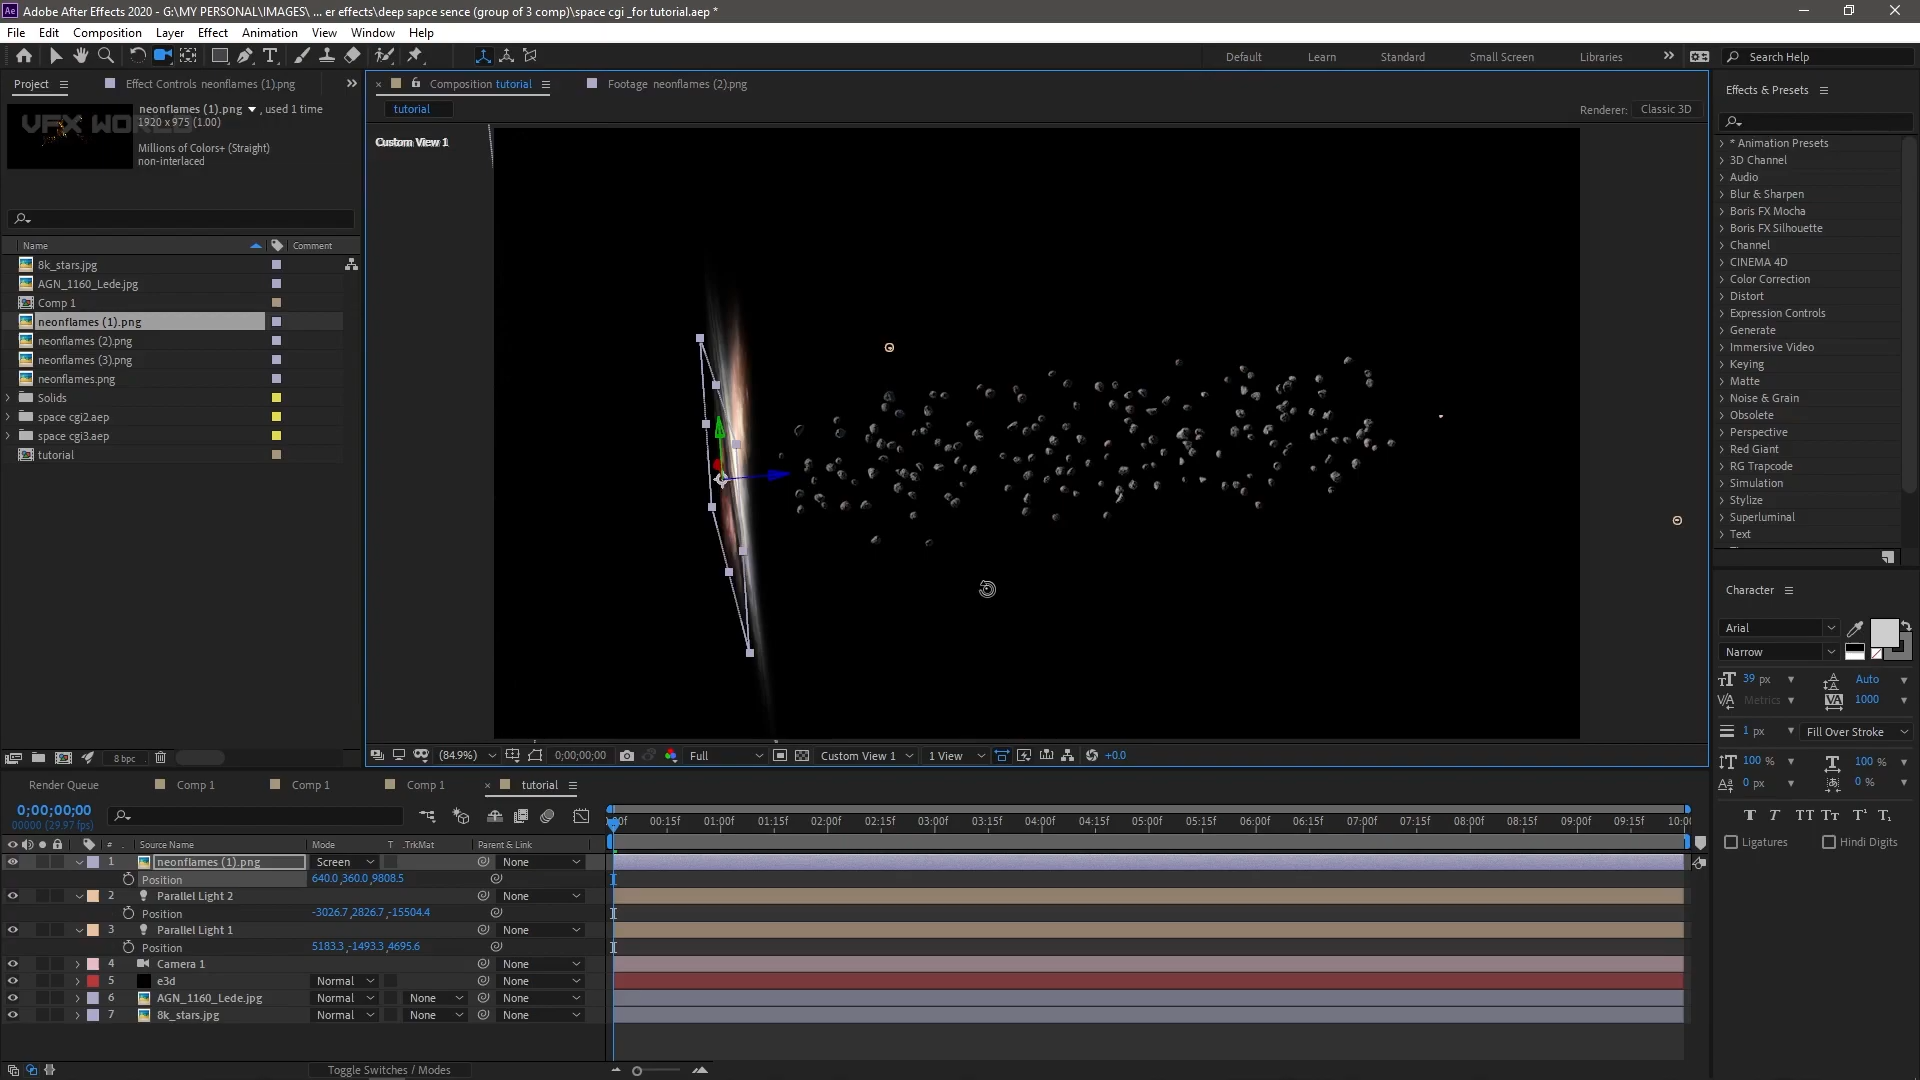 Adobe After Effects 2020 - G:\MY PERSONAL\IMAGES\ ... er effects\deep sapce sence (group of 3 comp)\space cgi _for tutorial.aep *
File Edit Composition Layer Effect Animation View Window Help
Default Learn Standard Small Screen Libraries Search Help
Project Effect Controls neonflames (1).png
Composition tutorial Footage neonflames (2).png
Effects & Presets
neonflames (1).png , used 1 time
1920 x 975 (1.00)
Millions of Colors+ (Straight)
non-interlaced
VFX WORLD
tutorial
Renderer: Classic 3D
Custom View 1
Name Comment
8k_stars.jpg
AGN_1160_Lede.jpg
Comp 1
neonflames (1).png
neonflames (2).png
neonflames (3).png
neonflames.png
Solids
space cgi2.aep
space cgi3.aep
tutorial
8 bpc
* Animation Presets
3D Channel
Audio
Blur & Sharpen
Boris FX Mocha
Boris FX Silhouette
Channel
CINEMA 4D
Color Correction
Distort
Expression Controls
Generate
Immersive Video
Keying
Matte
Noise & Grain
Obsolete
Perspective
Red Giant
RG Trapcode
Simulation
Stylize
Superluminal
Text
Character
Arial
Narrow
39 px Auto
Metrics 1000
1 px Fill Over Stroke
100 % 100 %
0 px 0 %
Ligatures Hindi Digits
(84.9%) 0;00;00;00 Full Custom View 1 1 View +0.0
Render Queue Comp 1 Comp 1 Comp 1 tutorial
0;00;00;00
00000 (29.97 fps)
:00f 00:15f 01:00f 01:15f 02:00f 02:15f 03:00f 03:15f 04:00f 04:15f 05:00f 05:15f 06:00f 06:15f 07:00f 07:15f 08:00f 08:15f 09:00f 09:15f 10:0
# Source Name Mode T .TrkMat Parent & Link
1 neonflames (1).png Screen None
Position 640.0,360.0,9808.5
2 Parallel Light 2 None
Position -3026.7,2826.7,-15504.4
3 Parallel Light 1 None
Position 5183.3,-1493.3,4695.6
4 Camera 1 None
5 e3d Normal None
6 AGN_1160_Lede.jpg Normal None None
7 8k_stars.jpg Normal None None
Toggle Switches / Modes